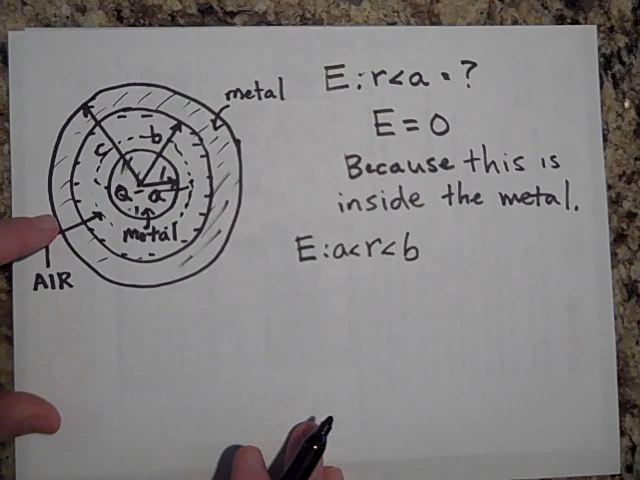 E: r<a = ?
metal
E = 0
b
Because this is
c
inside the metal.
Q
a
metal
E: a<r<b
AIR